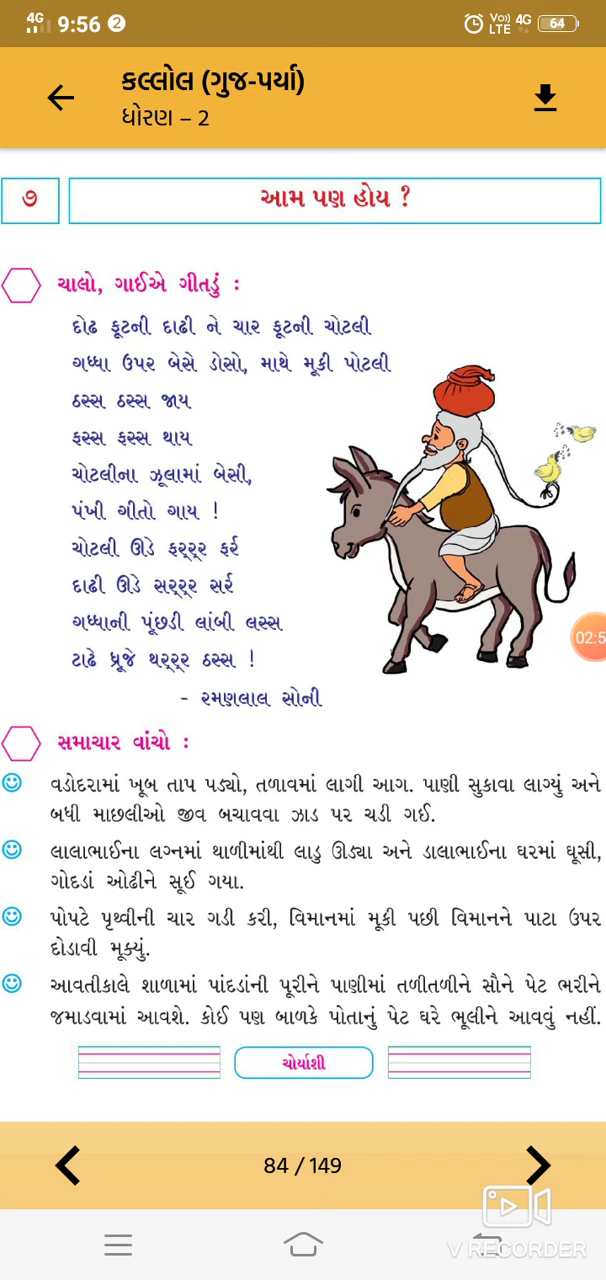 4G 9:56 2 Vo)) LTE 4G 64
કલ્લોલ (ગુજ-પર્યા)
ધોરણ – 2
૭ આમ પણ હોય ?
ચાલો, ગાઈએ ગીતડું :
દોઢ ફૂટની દાઢી ને ચાર ફૂટની ચોટલી
ગધ્ધા ઉપર બેસે ડોસો, માથે મૂકી પોટલી
ઠસ્સ ઠસ્સ જાય
ફસ્સ ફસ્સ થાય
ચોટલીના ઝૂલામાં બેસી,
પંખી ગીતો ગાય !
ચોટલી ઊડે ફર્‌ર્‌ર્‌ ફર્ર
દાઢી ઊડે સર્‌ર્‌ર્‌ સર્ર
ગધ્ધાની પૂંછડી લાંબી લસ્સ
ટાઢે ધ્રૂજે થર્‌ર્‌ર્‌ ઠસ્સ !
- રમણલાલ સોની
02:5
સમાચાર વાંચો :
વડોદરામાં ખૂબ તાપ પડ્યો, તળાવમાં લાગી આગ. પાણી સુકાવા લાગ્યું અને
બધી માછલીઓ જીવ બચાવવા ઝાડ પર ચડી ગઈ.
લાલાભાઈના લગ્નમાં થાળીમાંથી લાડુ ઊડ્યા અને ડાલાભાઈના ઘરમાં ઘૂસી,
ગોદડાં ઓઢીને સૂઈ ગયા.
પોપટે પૃથ્વીની ચાર ગડી કરી, વિમાનમાં મૂકી પછી વિમાનને પાટા ઉપર
દોડાવી મૂક્યું.
આવતીકાલે શાળામાં પાંદડાંની પૂરીને પાણીમાં તળીતળીને સૌને પેટ ભરીને
જમાડવામાં આવશે. કોઈ પણ બાળકે પોતાનું પેટ ઘરે ભૂલીને આવવું નહીં.
ચોર્યાશી
84 / 149
V RECORDER